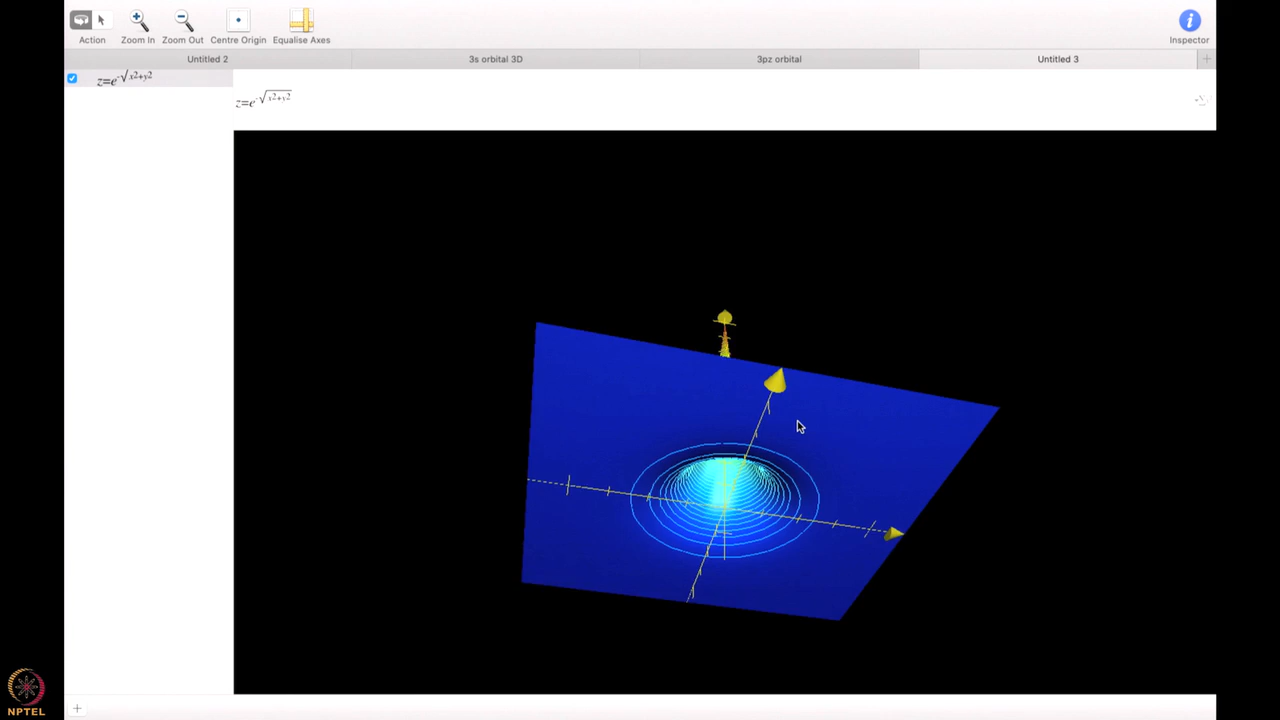 Action
Zoom In
Zoom Out
Centre Origin
Equalise Axes
Inspector
Untitled 2
3s orbital 3D
3pz orbital
Untitled 3
+
z=e^-√x2+y2
z=e^-√x2+y2
+
NPTEL